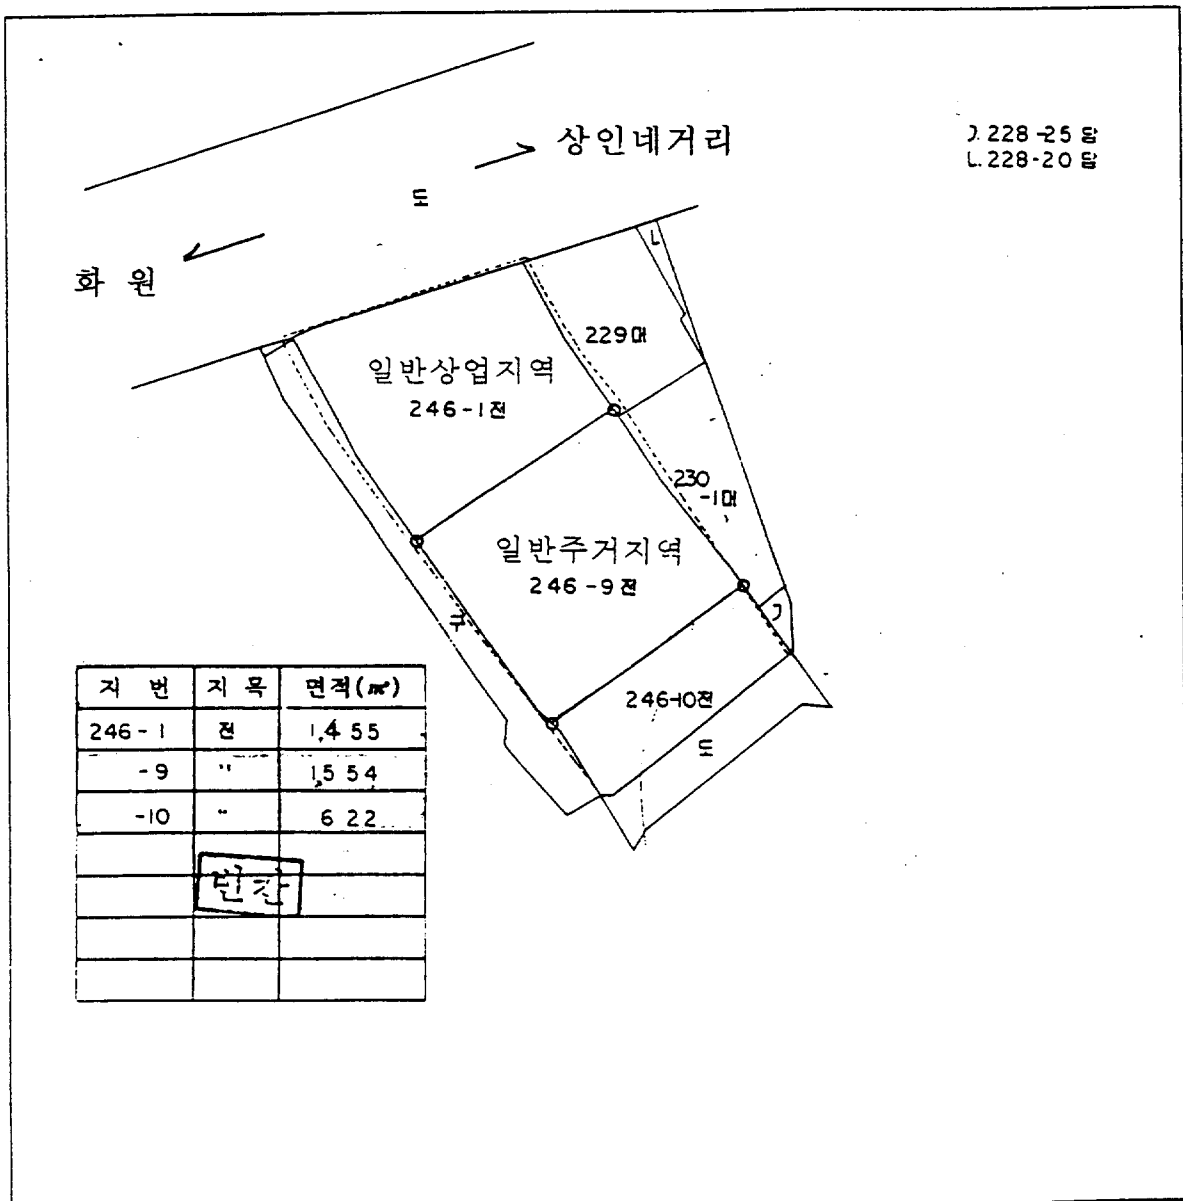 상인네거리
ㄱ. 228-25 답
ㄴ. 228-20 답
도
화 원
ㄴ
229대
일반상업지역
246-1전
230
-1대
일반주거지역
246-9전
구
ㄱ
246-10전
도
지 번 지 목 면적(㎡)
246-1 전 1,455
-9 " 1,554
-10 " 622